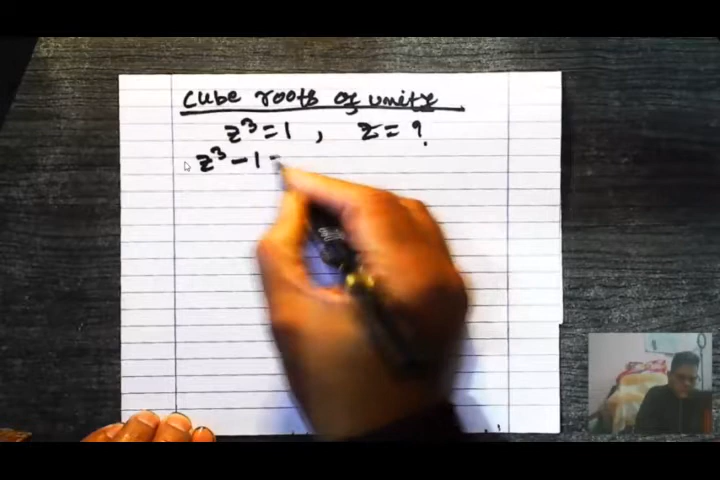 Cube roots of unity
z³ = 1 , z = ?
z³ - 1 =